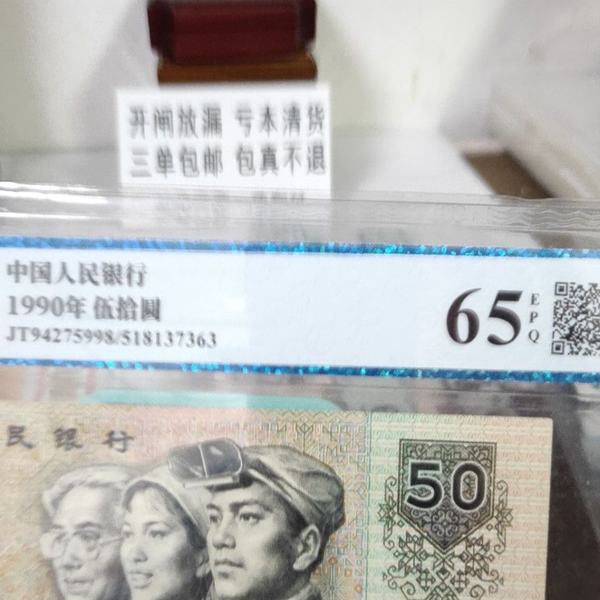 开闸放漏 亏本清货
三单包邮 包真不退
中国人民银行
1990年 伍拾圆
JT94275998/518137363
65
EPQ
民银行
50